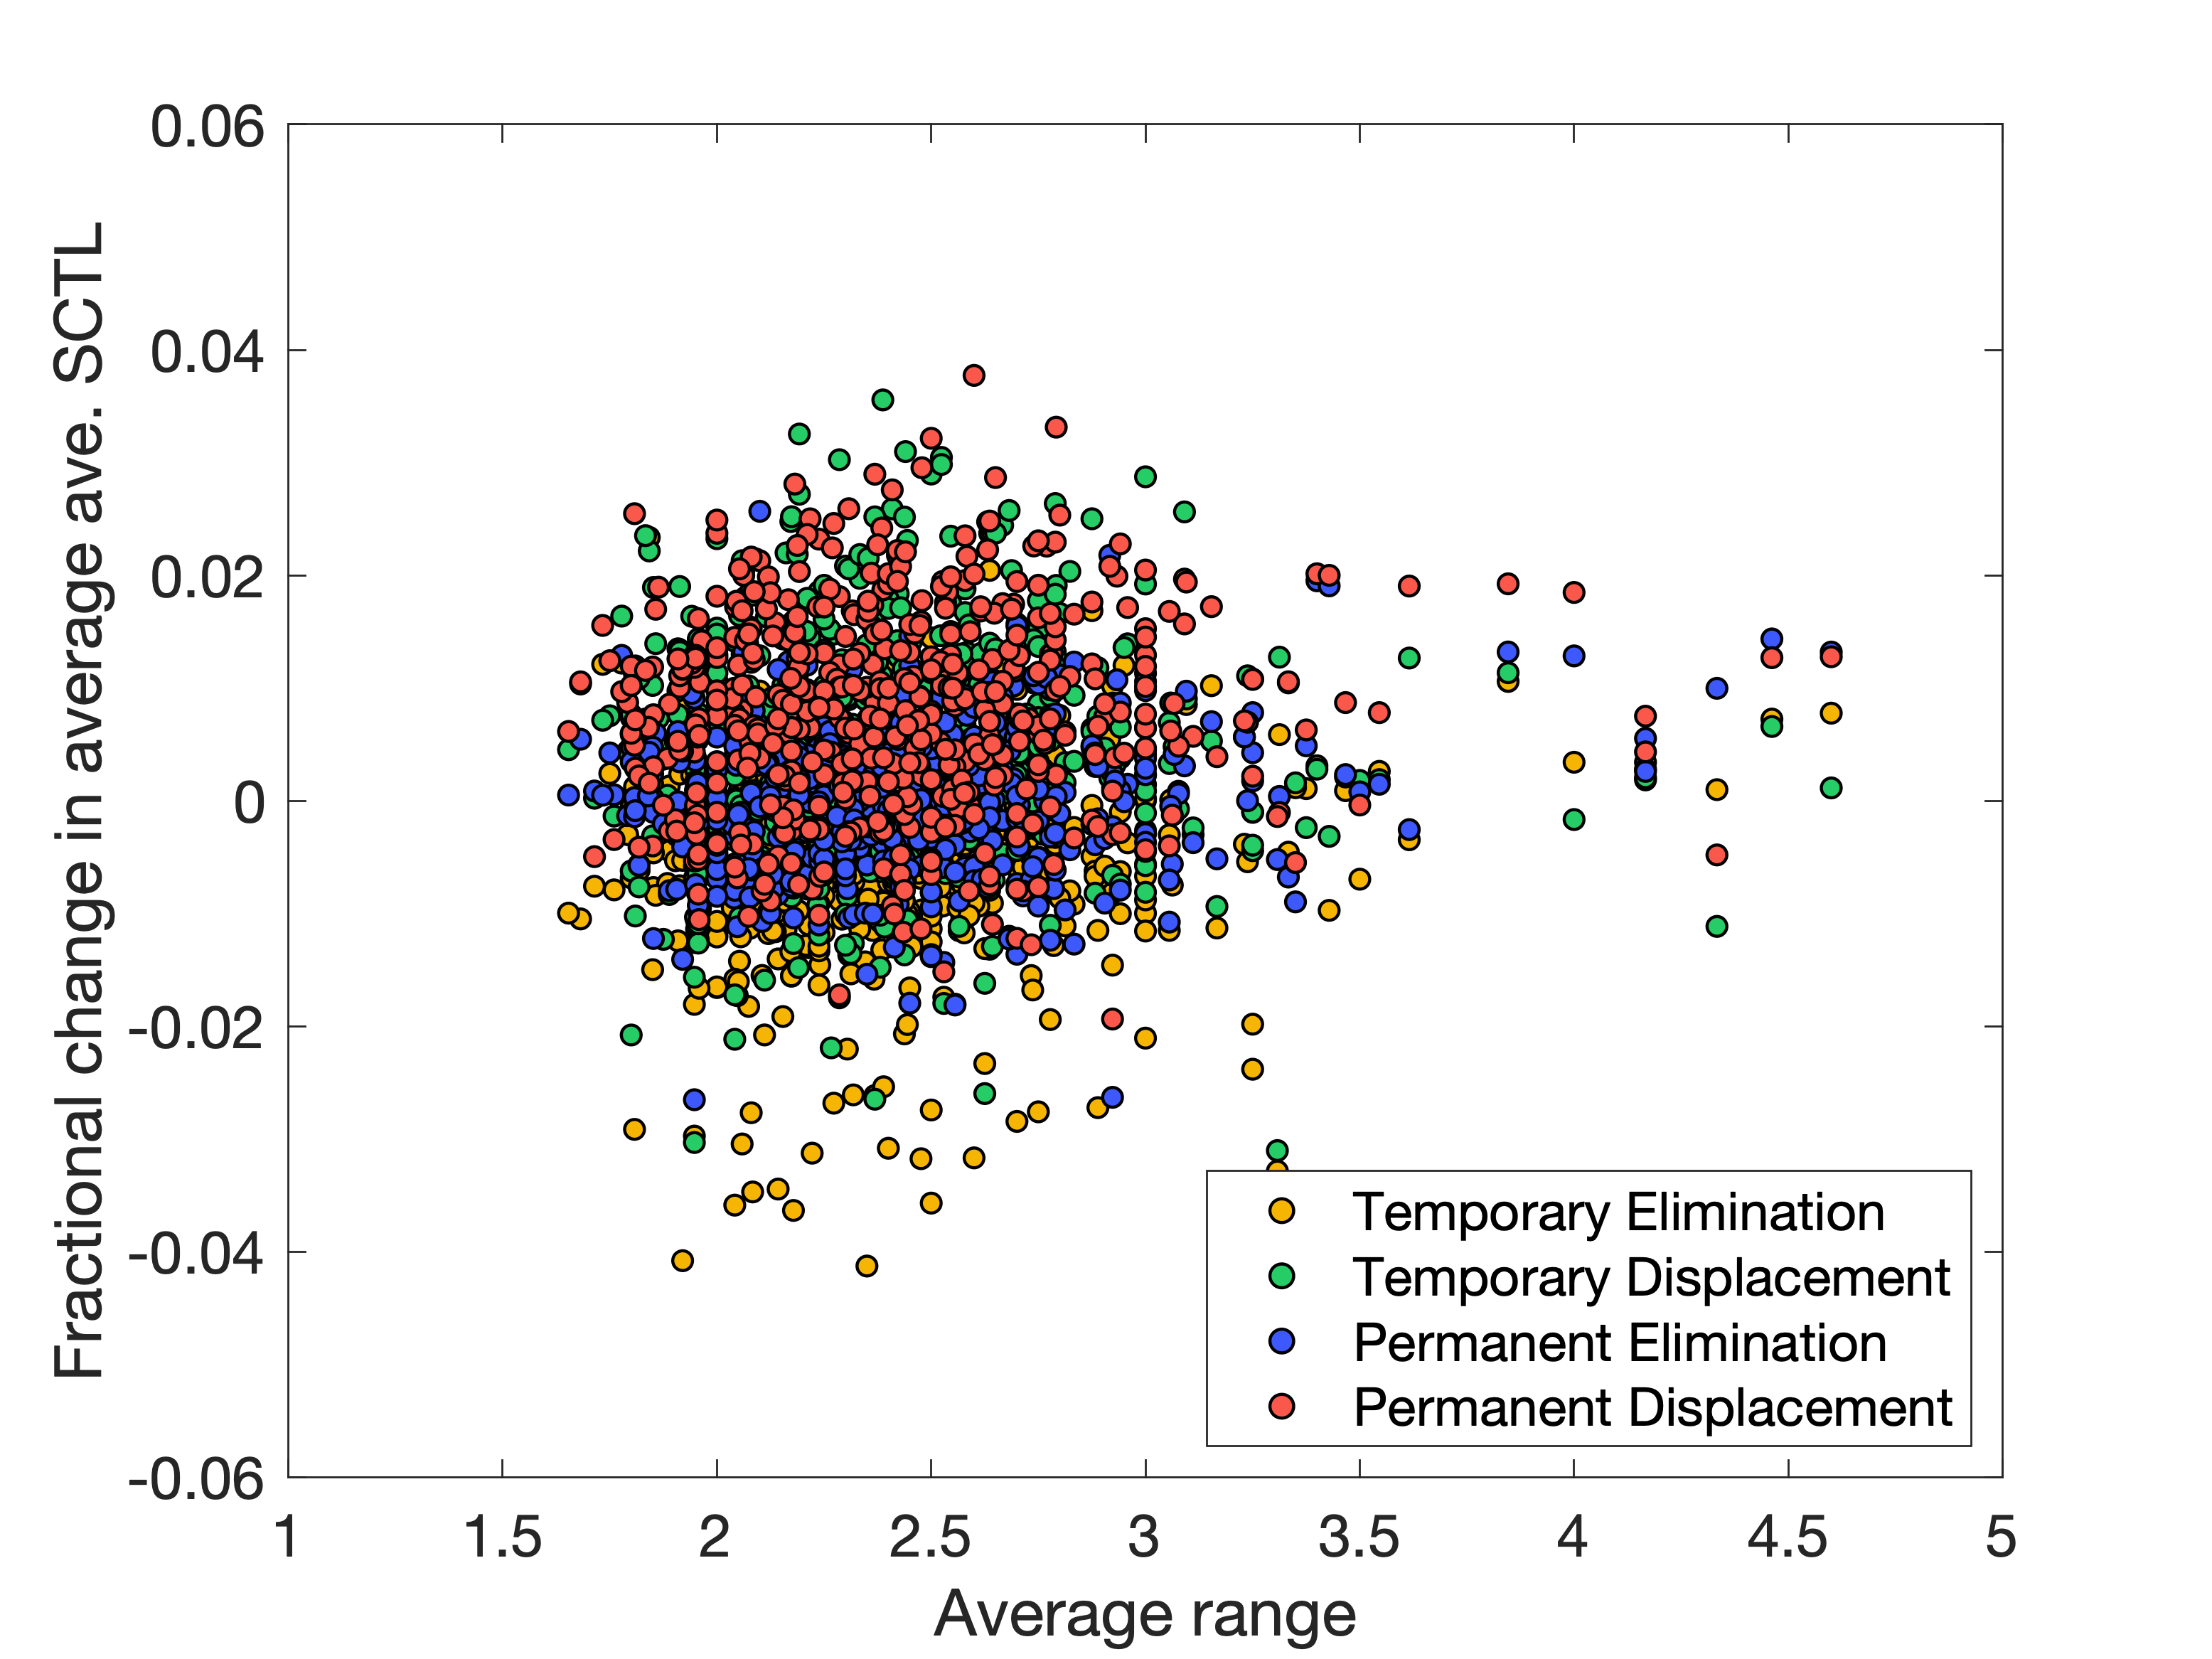 Fractional change in average ave. SCTL
0.06
0.04
0.02
0
-0.02
-0.04
-0.06
1 1.5 2 2.5 3 3.5 4 4.5 5
Average range
Temporary Elimination
Temporary Displacement
Permanent Elimination
Permanent Displacement